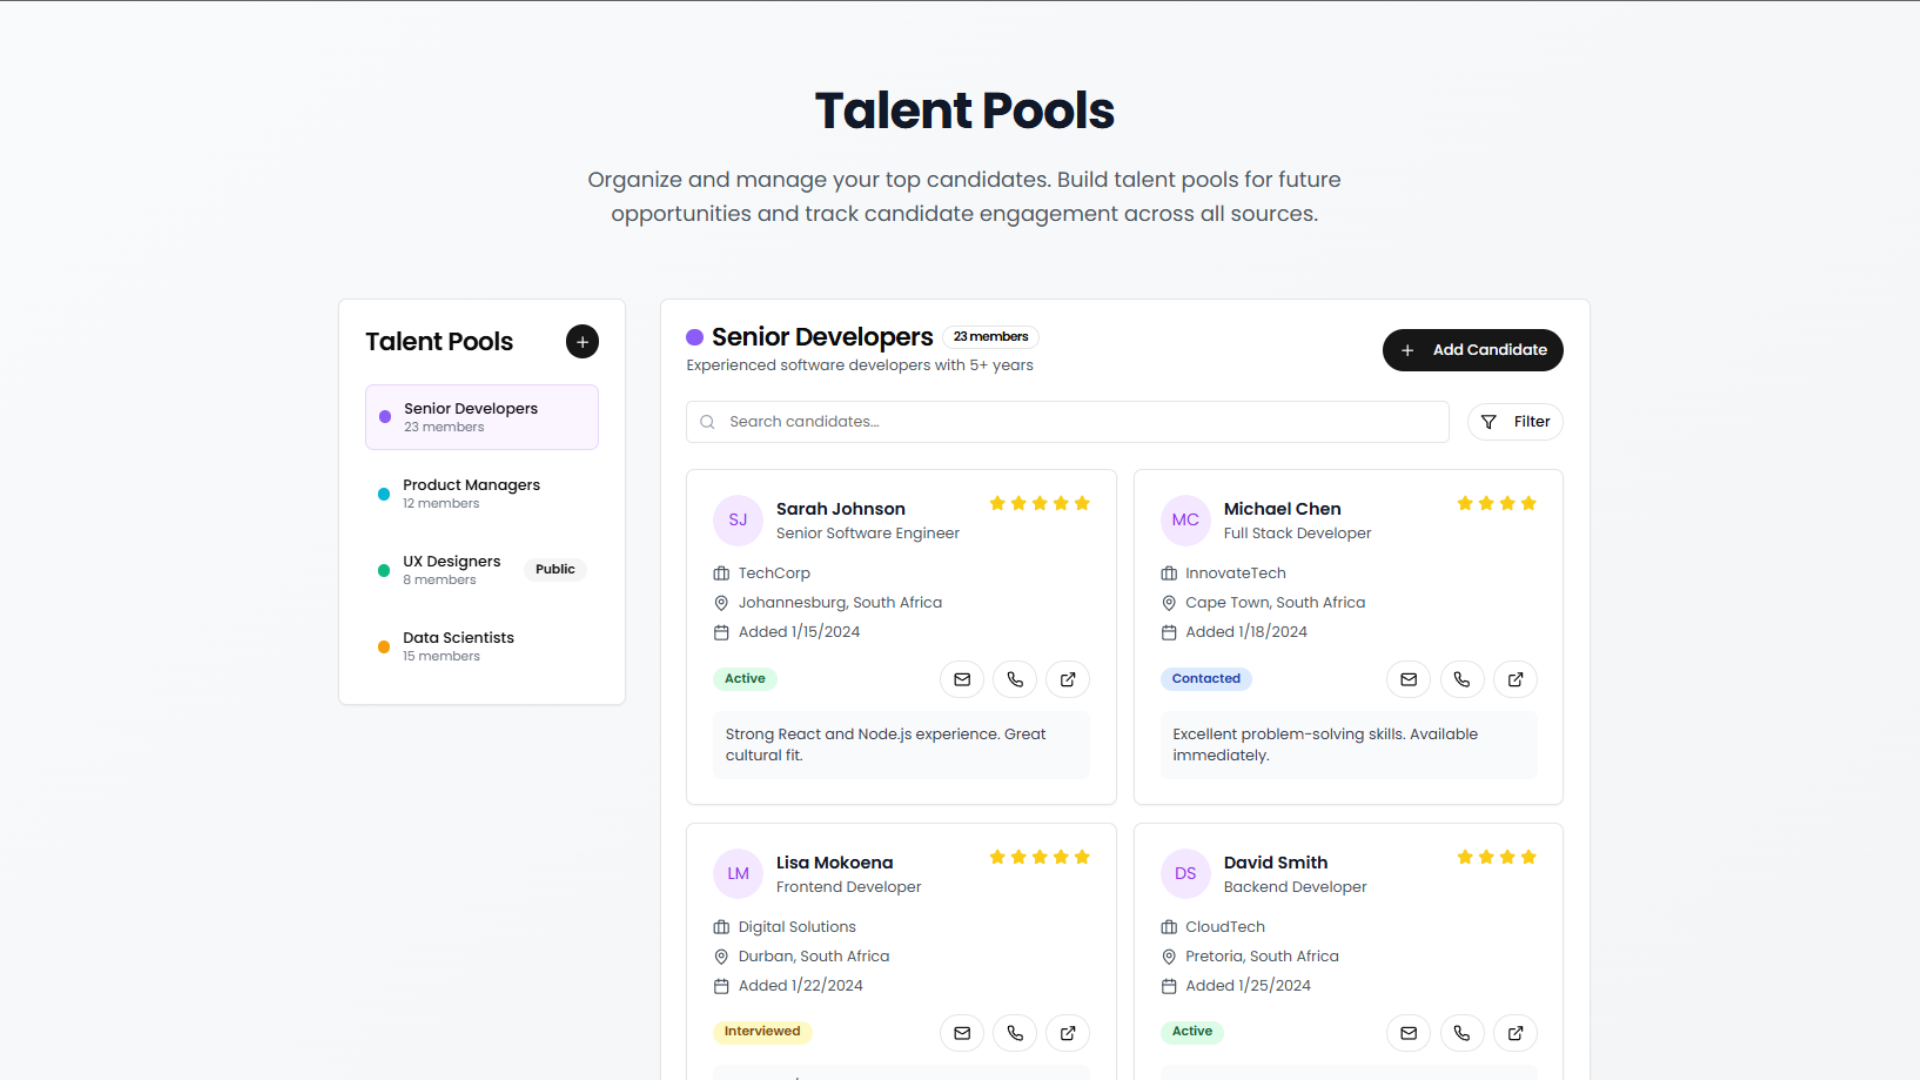 Talent Pools
Organize and manage your top candidates. Build talent pools for future
opportunities and track candidate engagement across all sources.
Talent Pools
Senior Developers
23 members
Product Managers
12 members
UX Designers
8 members
Public
Data Scientists
15 members
Senior Developers
23 members
Experienced software developers with 5+ years
Add Candidate
Search candidates...
Filter
SJ
Sarah Johnson
Senior Software Engineer
TechCorp
Johannesburg, South Africa
Added 1/15/2024
Active
Strong React and Node.js experience. Great
cultural fit.
MC
Michael Chen
Full Stack Developer
InnovateTech
Cape Town, South Africa
Added 1/18/2024
Contacted
Excellent problem-solving skills. Available
immediately.
LM
Lisa Mokoena
Frontend Developer
Digital Solutions
Durban, South Africa
Added 1/22/2024
Interviewed
DS
David Smith
Backend Developer
CloudTech
Pretoria, South Africa
Added 1/25/2024
Active